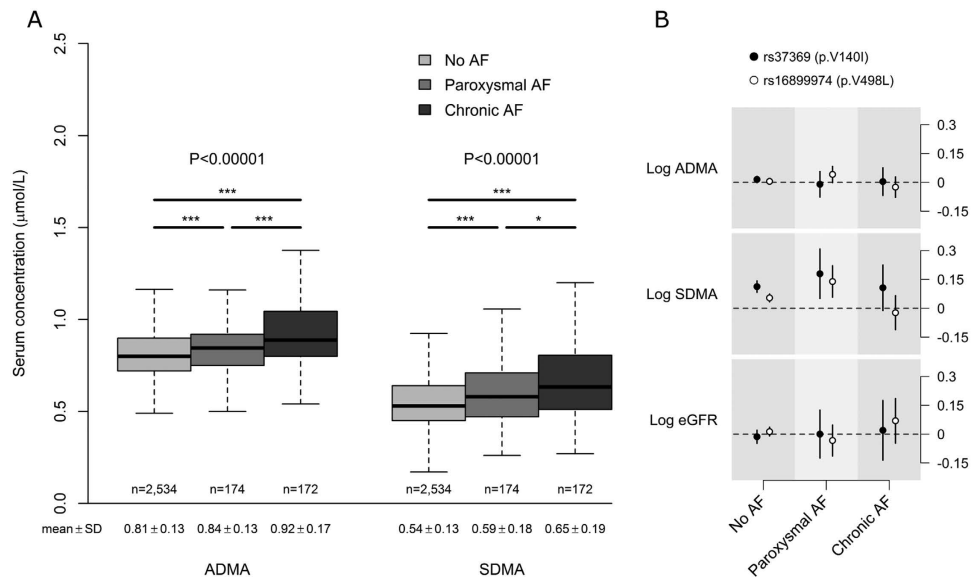 A
Serum concentration (μmol/L)
2.5
2.0
1.5
1.0
0.5
0.0
No AF
Paroxysmal AF
Chronic AF
P<0.00001
P<0.00001
***
***
***
***
***
*
n=2,534 n=174 n=172 n=2,534 n=174 n=172
mean±SD 0.81±0.13 0.84±0.13 0.92±0.17 0.54±0.13 0.59±0.18 0.65±0.19
ADMA SDMA
B
rs37369 (p.V140I)
rs16899974 (p.V498L)
Log ADMA
0.3
0.15
0
-0.15
Log SDMA
0.3
0.15
0
-0.15
Log eGFR
0.3
0.15
0
-0.15
No AF
Paroxysmal AF
Chronic AF